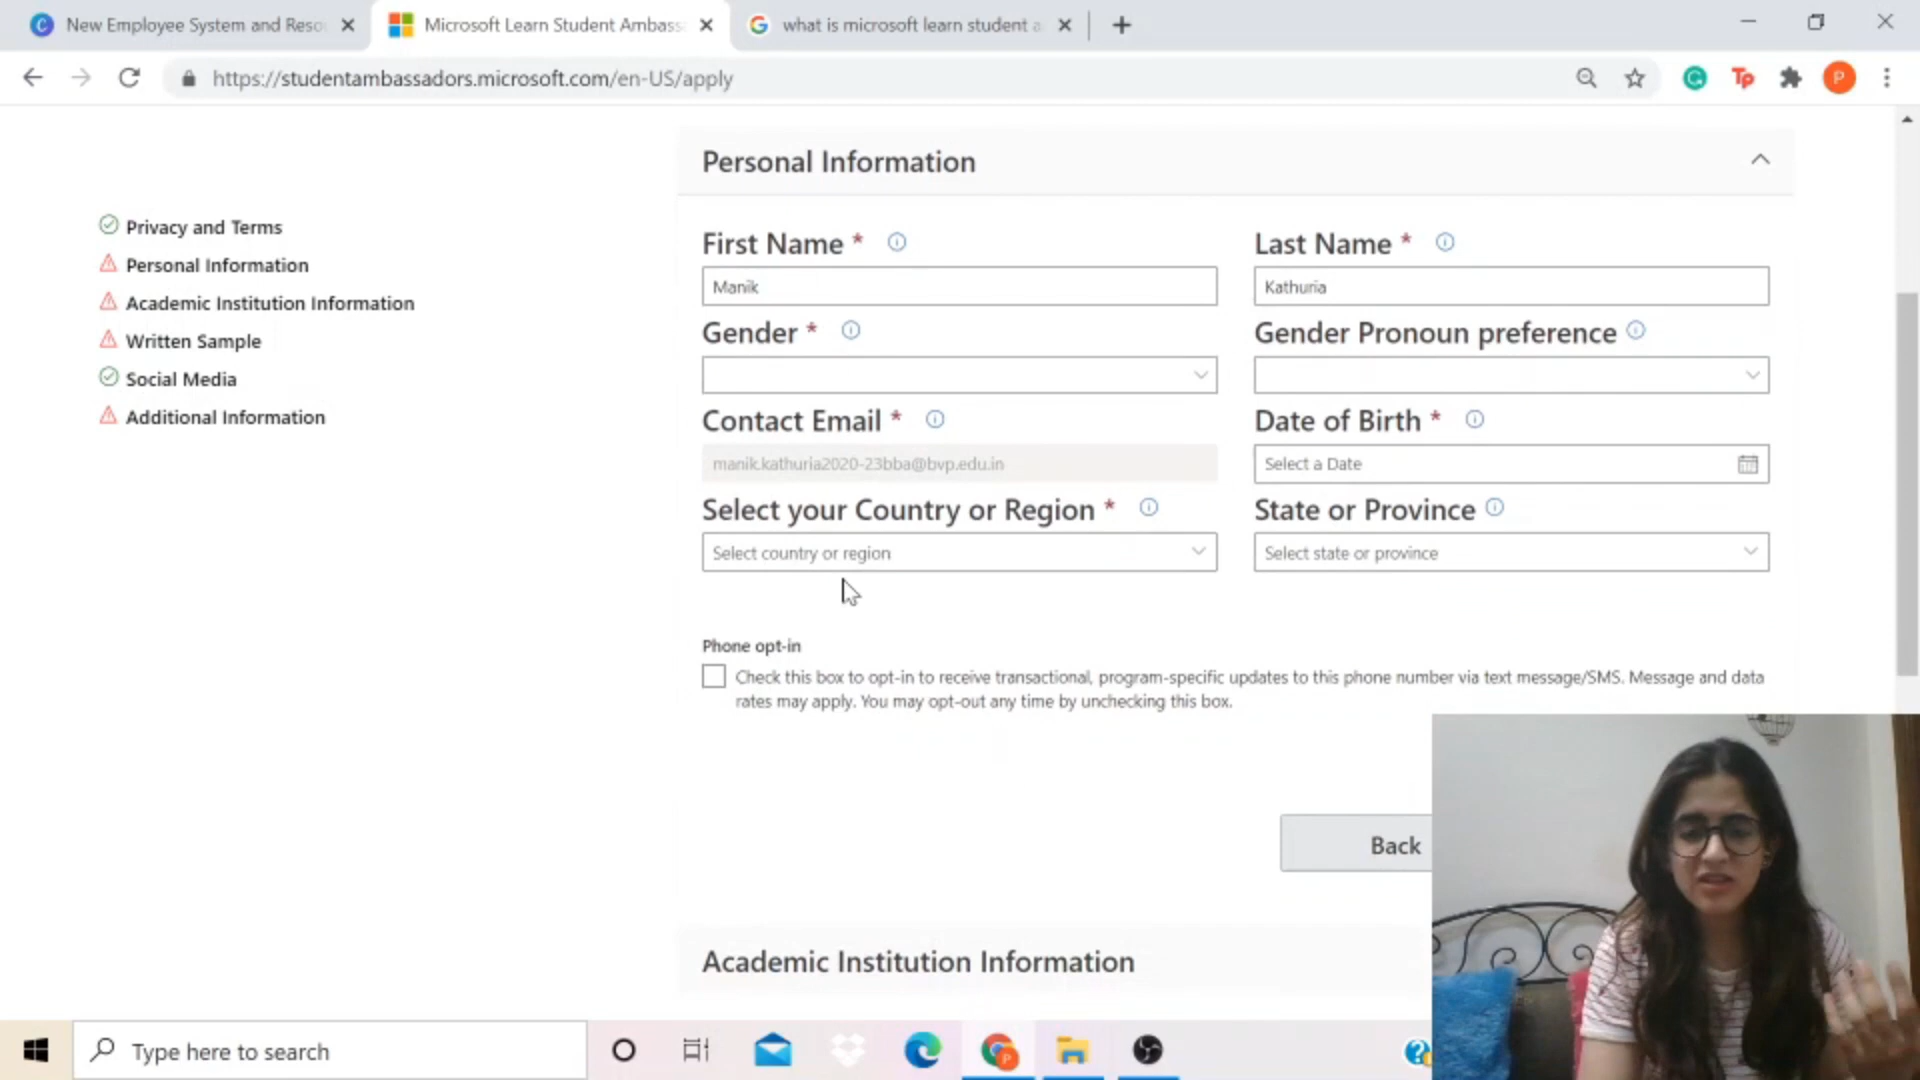 New Employee System and Reso
Microsoft Learn Student Ambass
what is microsoft learn student a
https://studentambassadors.microsoft.com/en-US/apply
P
Personal Information
Privacy and Terms
Personal Information
Academic Institution Information
Written Sample
Social Media
Additional Information
First Name *
Last Name *
Manik
Kathuria
Gender *
Gender Pronoun preference
Contact Email *
Date of Birth *
manik.kathuria2020-23bba@bvp.edu.in
Select a Date
Select your Country or Region *
State or Province
Select country or region
Select state or province
Phone opt-in
Check this box to opt-in to receive transactional, program-specific updates to this phone number via text message/SMS. Message and data
rates may apply. You may opt-out any time by unchecking this box.
Back
Academic Institution Information
Type here to search